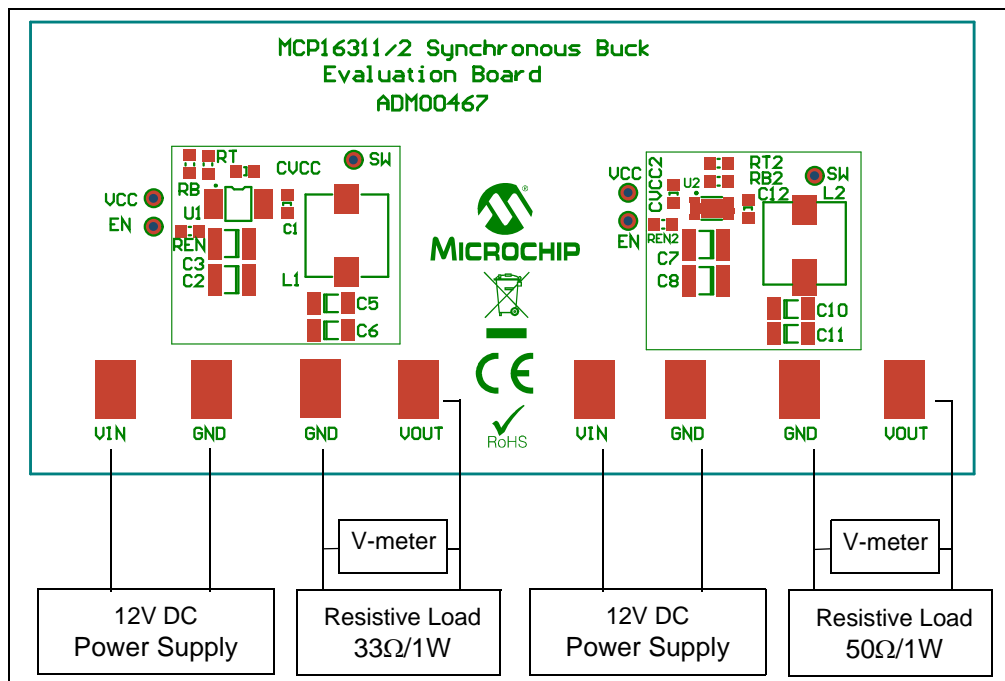 MCP16311/2 Synchronous Buck
Evaluation Board
ADM00467
RT
CVCC
SW
RB
VCC
U1
EN
REN
C1
C3
C2
L1
C5
C6
MICROCHIP
®
CE
RoHS
VCC
CVCC2
U2
RT2
RB2
C12
SW
L2
EN
REN2
C7
C8
C10
C11
VIN
GND
GND
VOUT
VIN
GND
GND
VOUT
V-meter
V-meter
12V DC
Power Supply
Resistive Load
33Ω/1W
12V DC
Power Supply
Resistive Load
50Ω/1W